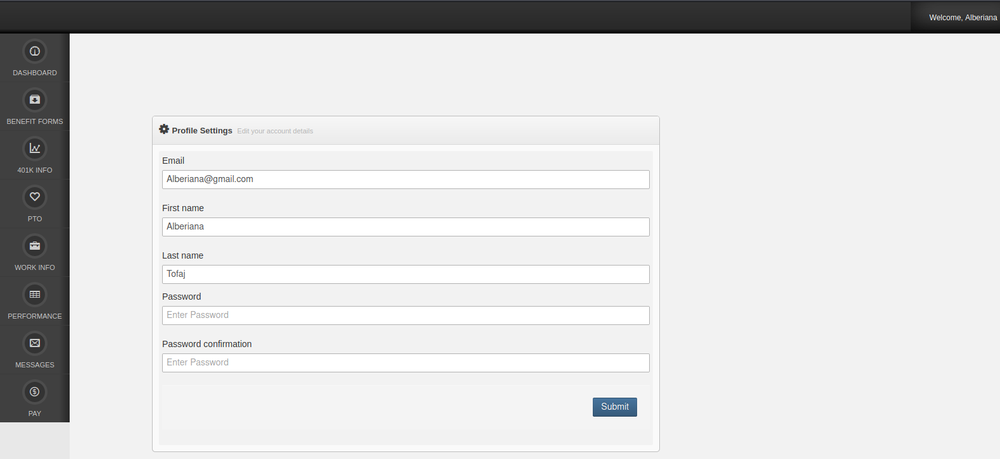 Welcome, Alberiana
DASHBOARD
BENEFIT FORMS
401K INFO
PTO
WORK INFO
PERFORMANCE
MESSAGES
PAY
Profile Settings Edit your account details
Email
Alberiana@gmail.com
First name
Alberiana
Last name
Tofaj
Password
Enter Password
Password confirmation
Enter Password
Submit